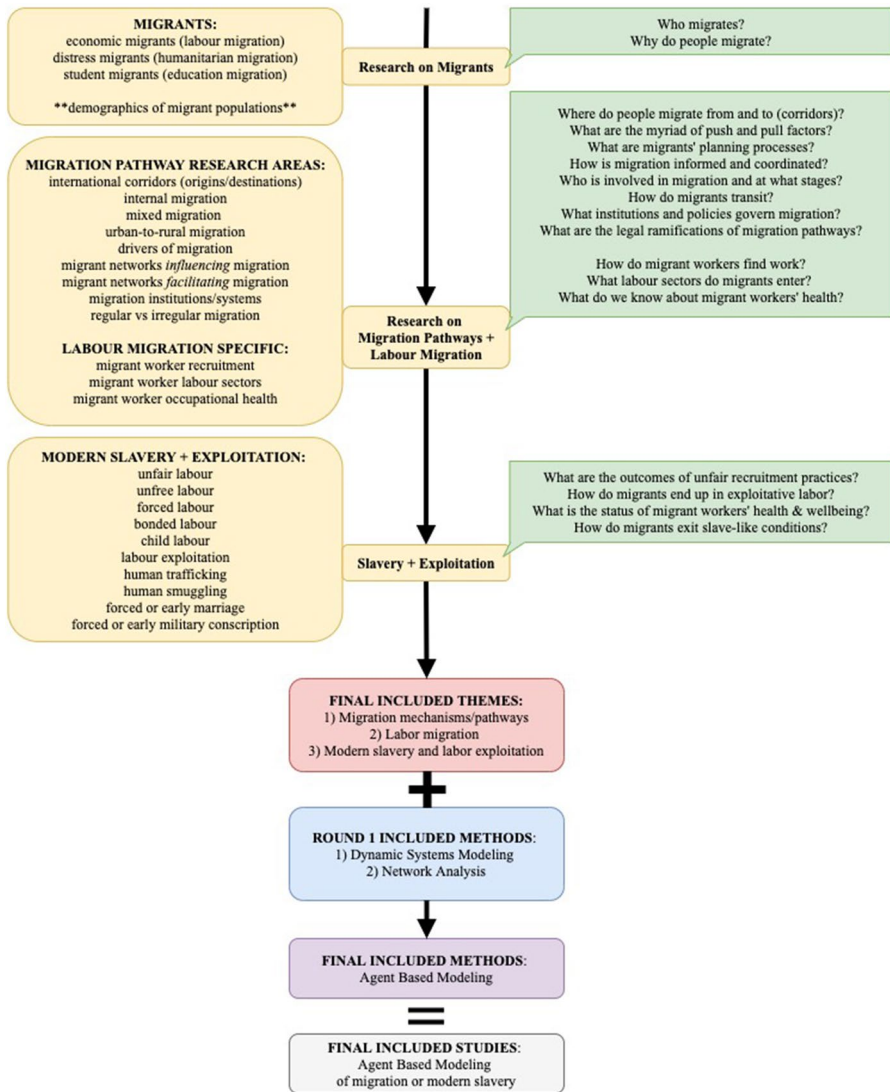 MIGRANTS:
economic migrants (labour migration)
distress migrants (humanitarian migration)
student migrants (education migration)
**demographics of migrant populations**
Research on Migrants
Who migrates?
Why do people migrate?
MIGRATION PATHWAY RESEARCH AREAS:
international corridors (origins/destinations)
internal migration
mixed migration
urban-to-rural migration
drivers of migration
migrant networks influencing migration
migrant networks facilitating migration
migration institutions/systems
regular vs irregular migration
LABOUR MIGRATION SPECIFIC:
migrant worker recruitment
migrant worker labour sectors
migrant worker occupational health
Research on
Migration Pathways +
Labour Migration
Where do people migrate from and to (corridors)?
What are the myriad of push and pull factors?
What are migrants' planning processes?
How is migration informed and coordinated?
Who is involved in migration and at what stages?
How do migrants transit?
What institutions and policies govern migration?
What are the legal ramifications of migration pathways?
How do migrant workers find work?
What labour sectors do migrants enter?
What do we know about migrant workers' health?
MODERN SLAVERY + EXPLOITATION:
unfair labour
unfree labour
forced labour
bonded labour
child labour
labour exploitation
human trafficking
human smuggling
forced or early marriage
forced or early military conscription
Slavery + Exploitation
What are the outcomes of unfair recruitment practices?
How do migrants end up in exploitative labor?
What is the status of migrant workers' health & wellbeing?
How do migrants exit slave-like conditions?
FINAL INCLUDED THEMES:
1) Migration mechanisms/pathways
2) Labor migration
3) Modern slavery and labor exploitation
+
ROUND 1 INCLUDED METHODS:
1) Dynamic Systems Modeling
2) Network Analysis
FINAL INCLUDED METHODS:
Agent Based Modeling
=
FINAL INCLUDED STUDIES:
Agent Based Modeling
of migration or modern slavery